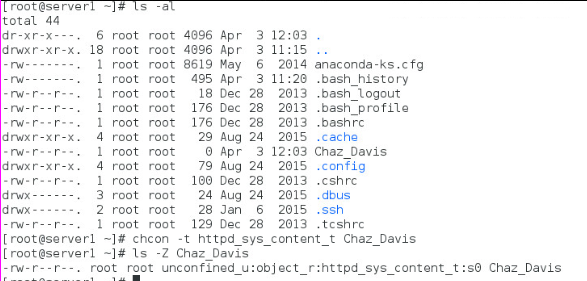 [root@server1 ~]# ls -al
total 44
dr-xr-x---.  6 root root 4096 Apr  3 12:03 .
drwxr-xr-x. 18 root root 4096 Apr  3 11:15 ..
-rw-------.  1 root root 8619 May  6  2014 anaconda-ks.cfg
-rw-------.  1 root root  495 Apr  3 11:20 .bash_history
-rw-r--r--.  1 root root   18 Dec 28  2013 .bash_logout
-rw-r--r--.  1 root root  176 Dec 28  2013 .bash_profile
-rw-r--r--.  1 root root  176 Dec 28  2013 .bashrc
drwxr-xr-x.  4 root root   29 Aug 24  2015 .cache
-rw-r--r--.  1 root root    0 Apr  3 12:03 Chaz_Davis
drwxr-xr-x.  4 root root   79 Aug 24  2015 .config
-rw-r--r--.  1 root root  100 Dec 28  2013 .cshrc
drwx------.  3 root root   24 Aug 24  2015 .dbus
drwx------.  2 root root   28 Jan  6  2015 .ssh
-rw-r--r--.  1 root root  129 Dec 28  2013 .tcshrc
[root@server1 ~]# chcon -t httpd_sys_content_t Chaz_Davis
[root@server1 ~]# ls -Z Chaz_Davis
-rw-r--r--. root root unconfined_u:object_r:httpd_sys_content_t:s0 Chaz_Davis
[root@server1 ~]#